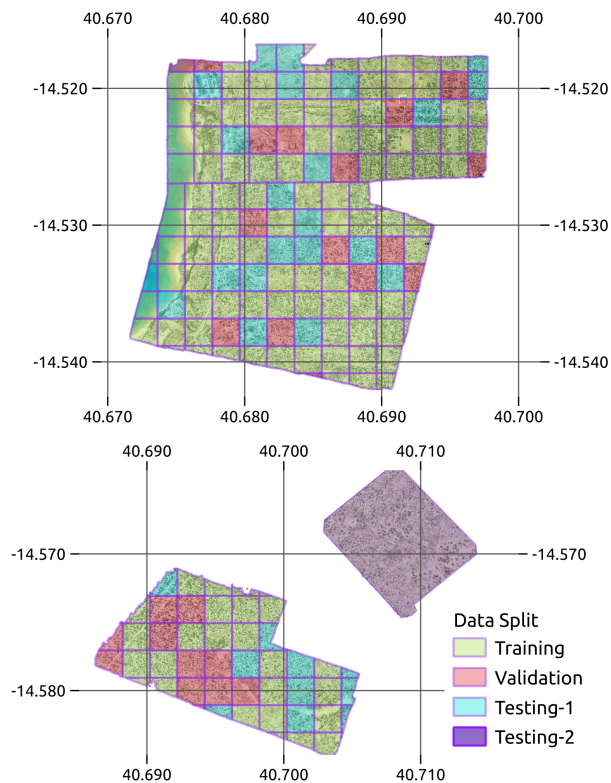 40.670 40.680 40.690 40.700
-14.520 -14.520
-14.530 -14.530
-14.540 -14.540
40.670 40.680 40.690 40.700
40.690 40.700 40.710
-14.570 -14.570
Data Split
Training
Validation
-14.580
Testing-1
Testing-2
40.690 40.700 40.710